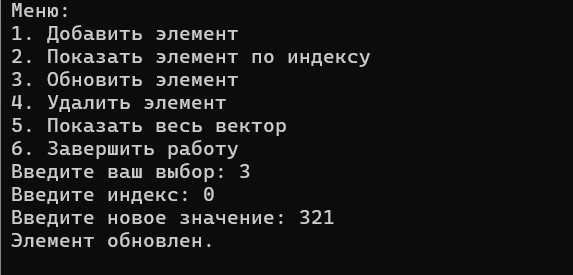 Меню:
1. Добавить элемент
2. Показать элемент по индексу
3. Обновить элемент
4. Удалить элемент
5. Показать весь вектор
6. Завершить работу
Введите ваш выбор: 3
Введите индекс: 0
Введите новое значение: 321
Элемент обновлен.